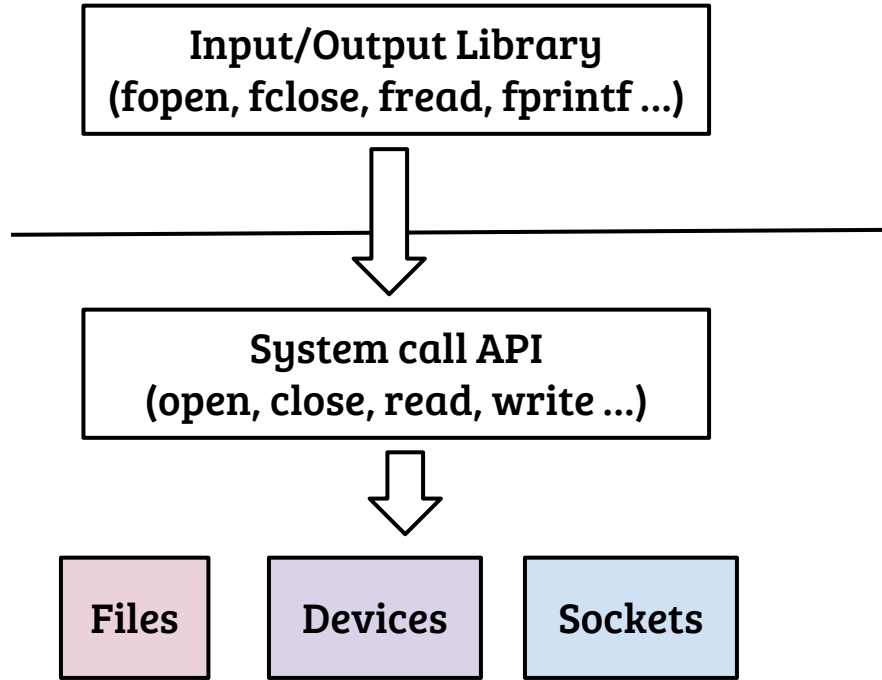 Input/Output Library
(fopen, fclose, fread, fprintf ...)
System call API
(open, close, read, write ...)
Files
Devices
Sockets